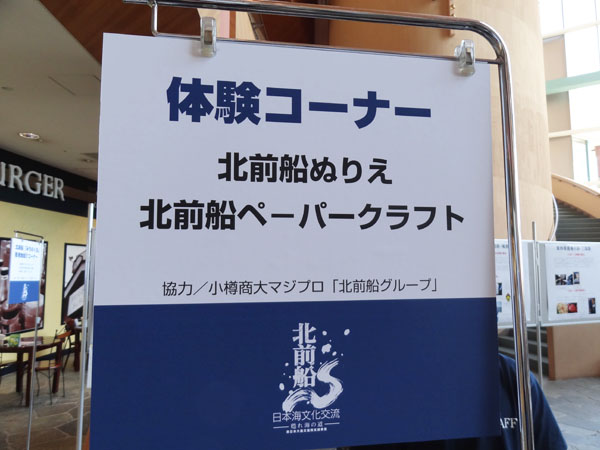 体験コーナー
北前船ぬりえ
北前船ペーパークラフト
協力／小樽商大マジプロ「北前船グループ」
北前船
日本海文化交流
URGER
AFF